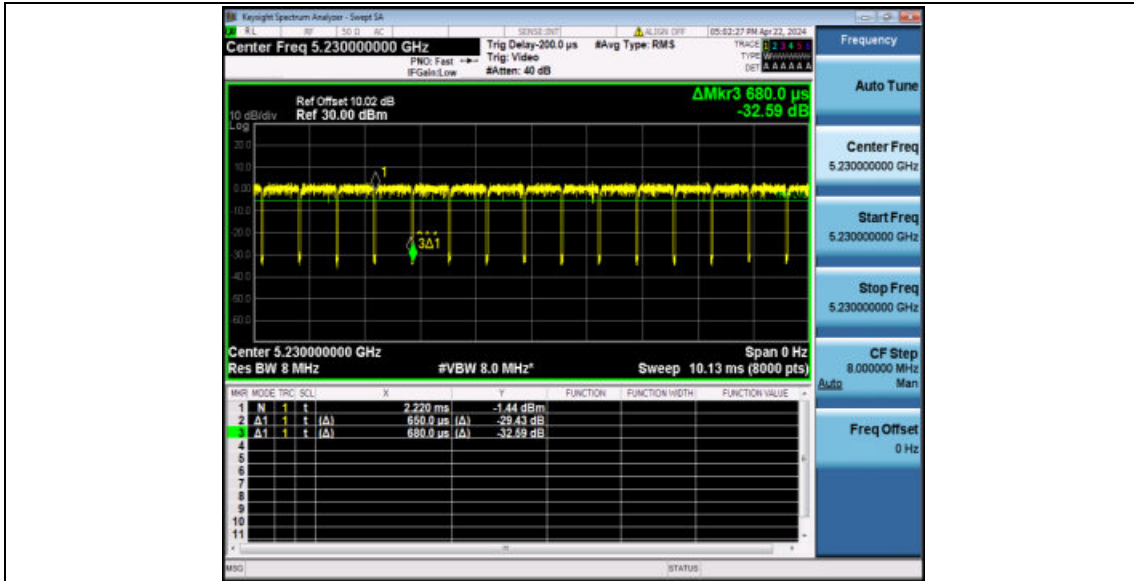 Keysight Spectrum Analyzer - Swept SA
RL RF 50 Ω AC SENSE:INT ALIGN OFF 05:02:27 PM Apr 22, 2024
Center Freq 5.230000000 GHz Trig Delay-200.0 µs #Avg Type: RMS TRACE 1 2 3 4 5 6
PNO: Fast Trig: Video TYPE
IFGain:Low #Atten: 40 dB DET A A A A A A
Frequency
Auto Tune
Center Freq
5.230000000 GHz
Start Freq
5.230000000 GHz
Stop Freq
5.230000000 GHz
CF Step
8.000000 MHz
Auto Man
Freq Offset
0 Hz
ΔMkr3 680.0 µs
-32.59 dB
Ref Offset 10.02 dB
10 dB/div Ref 30.00 dBm
Log
20.0
10.0
0.00
-10.0
-20.0
-30.0
-40.0
-50.0
-60.0
1
3Δ1
Center 5.230000000 GHz Span 0 Hz
Res BW 8 MHz #VBW 8.0 MHz* Sweep 10.13 ms (8000 pts)
MKR MODE TRC SCL X Y FUNCTION FUNCTION WIDTH FUNCTION VALUE
1 N 1 t 2.220 ms -1.44 dBm
2 Δ1 1 t (Δ) 650.0 µs (Δ) -29.43 dB
3 Δ1 1 t (Δ) 680.0 µs (Δ) -32.59 dB
4
5
6
7
8
9
10
11
MSG STATUS